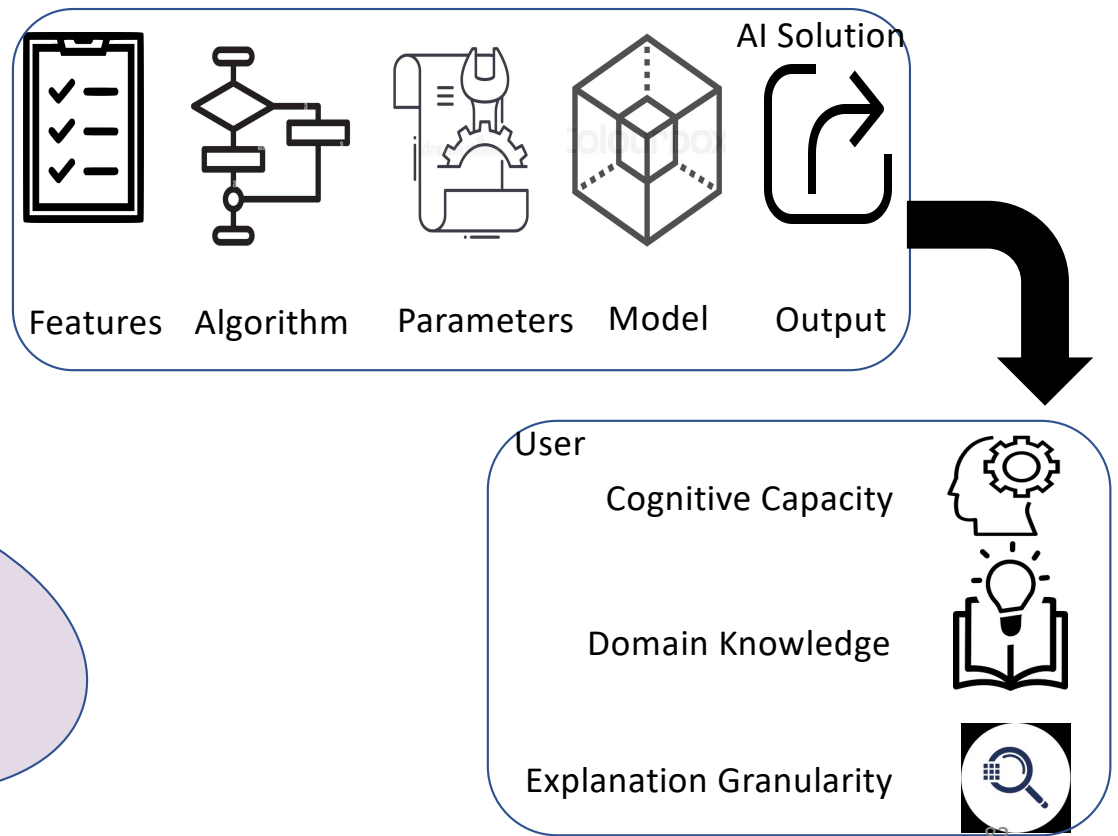 AI Solution
Features Algorithm Parameters Model Output
User
Cognitive Capacity
Domain Knowledge
Explanation Granularity